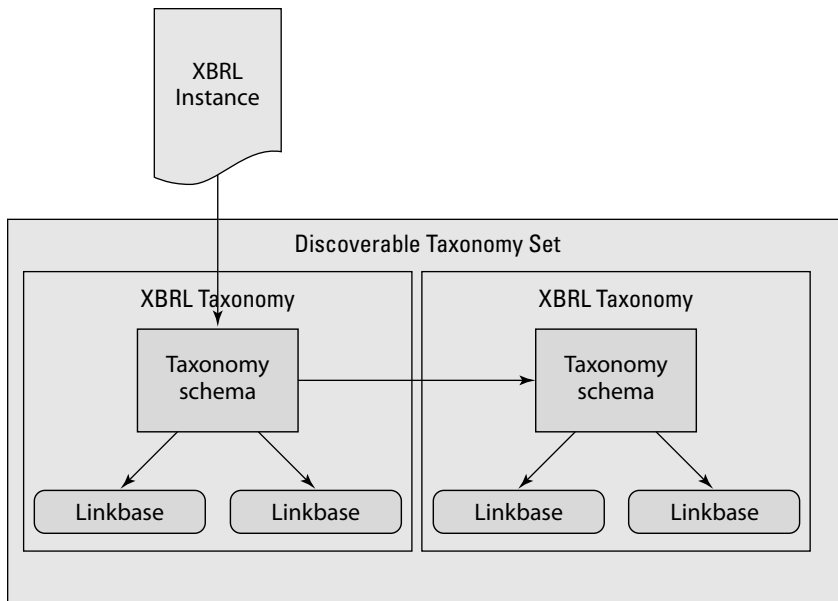 XBRL
Instance
Discoverable Taxonomy Set
XBRL Taxonomy
XBRL Taxonomy
Taxonomy
schema
Taxonomy
schema
Linkbase
Linkbase
Linkbase
Linkbase